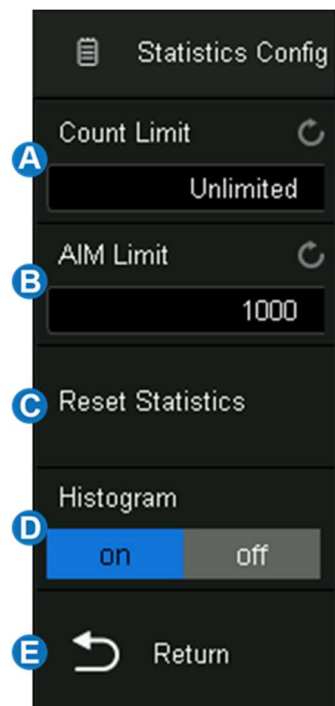 Statistics Config
A
Count Limit
Unlimited
B
AIM Limit
1000
C
Reset Statistics
D
Histogram
on off
E
Return